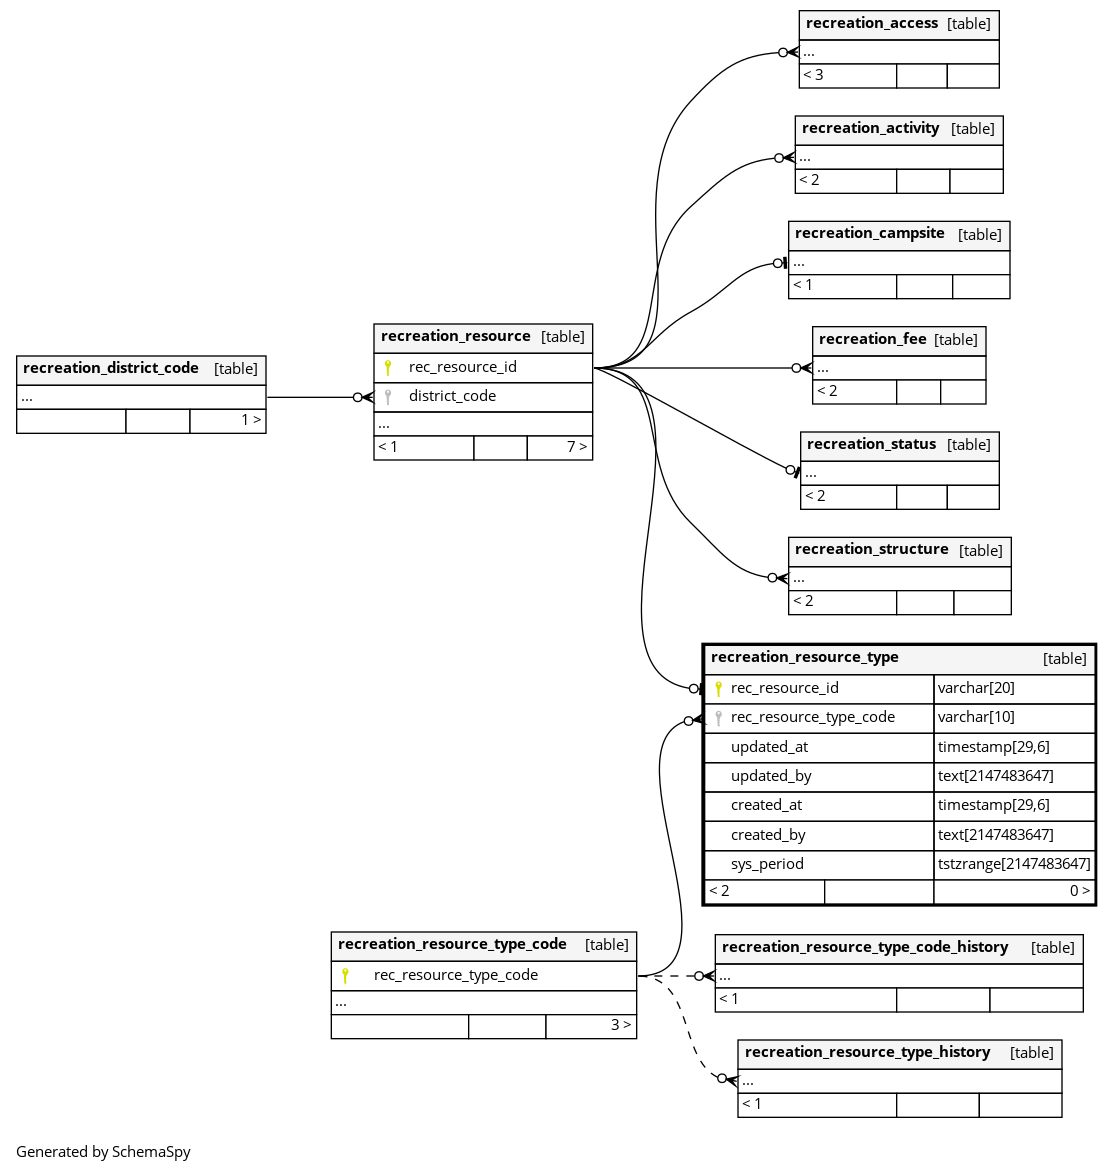 recreation_access [table]
...
< 3
recreation_activity [table]
...
< 2
recreation_campsite [table]
...
< 1
recreation_resource [table]
rec_resource_id
district_code
...
< 1 7 >
recreation_fee [table]
...
< 2
recreation_district_code [table]
...
1 >
recreation_status [table]
...
< 2
recreation_structure [table]
...
< 2
recreation_resource_type [table]
rec_resource_id varchar[20]
rec_resource_type_code varchar[10]
updated_at timestamp[29,6]
updated_by text[2147483647]
created_at timestamp[29,6]
created_by text[2147483647]
sys_period tstzrange[2147483647]
< 2 0 >
recreation_resource_type_code [table]
rec_resource_type_code
...
3 >
recreation_resource_type_code_history [table]
...
< 1
recreation_resource_type_history [table]
...
< 1
Generated by SchemaSpy